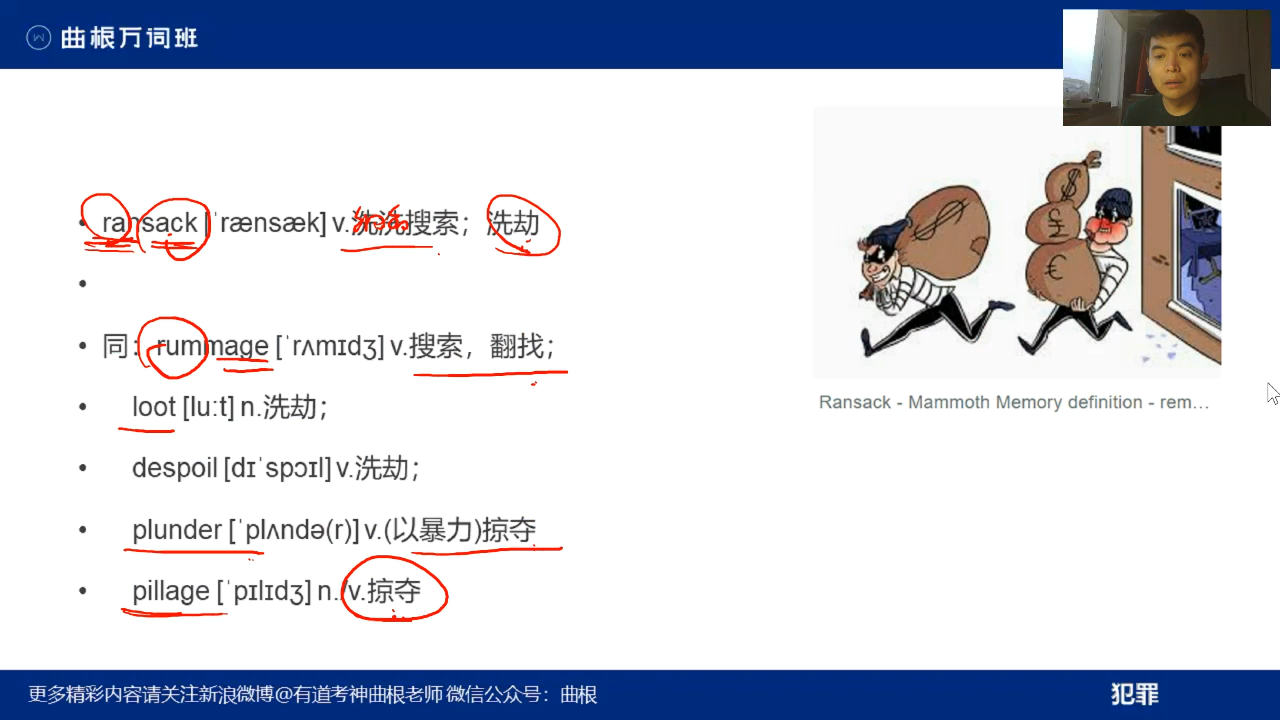 曲根万词班
ransack [ˈrænsæk] v.洗洗搜索；洗劫
同：rummage [ˈrʌmɪdʒ] v.搜索，翻找；
loot [lu:t] n.洗劫；
despoil [dɪˈspɔɪl] v.洗劫；
plunder [ˈplʌndə(r)] v.(以暴力)掠夺
pillage [ˈpɪlɪdʒ] n./v.掠夺
Ransack - Mammoth Memory definition - rem…
更多精彩内容请关注新浪微博@有道考神曲根老师 微信公众号：曲根
犯罪